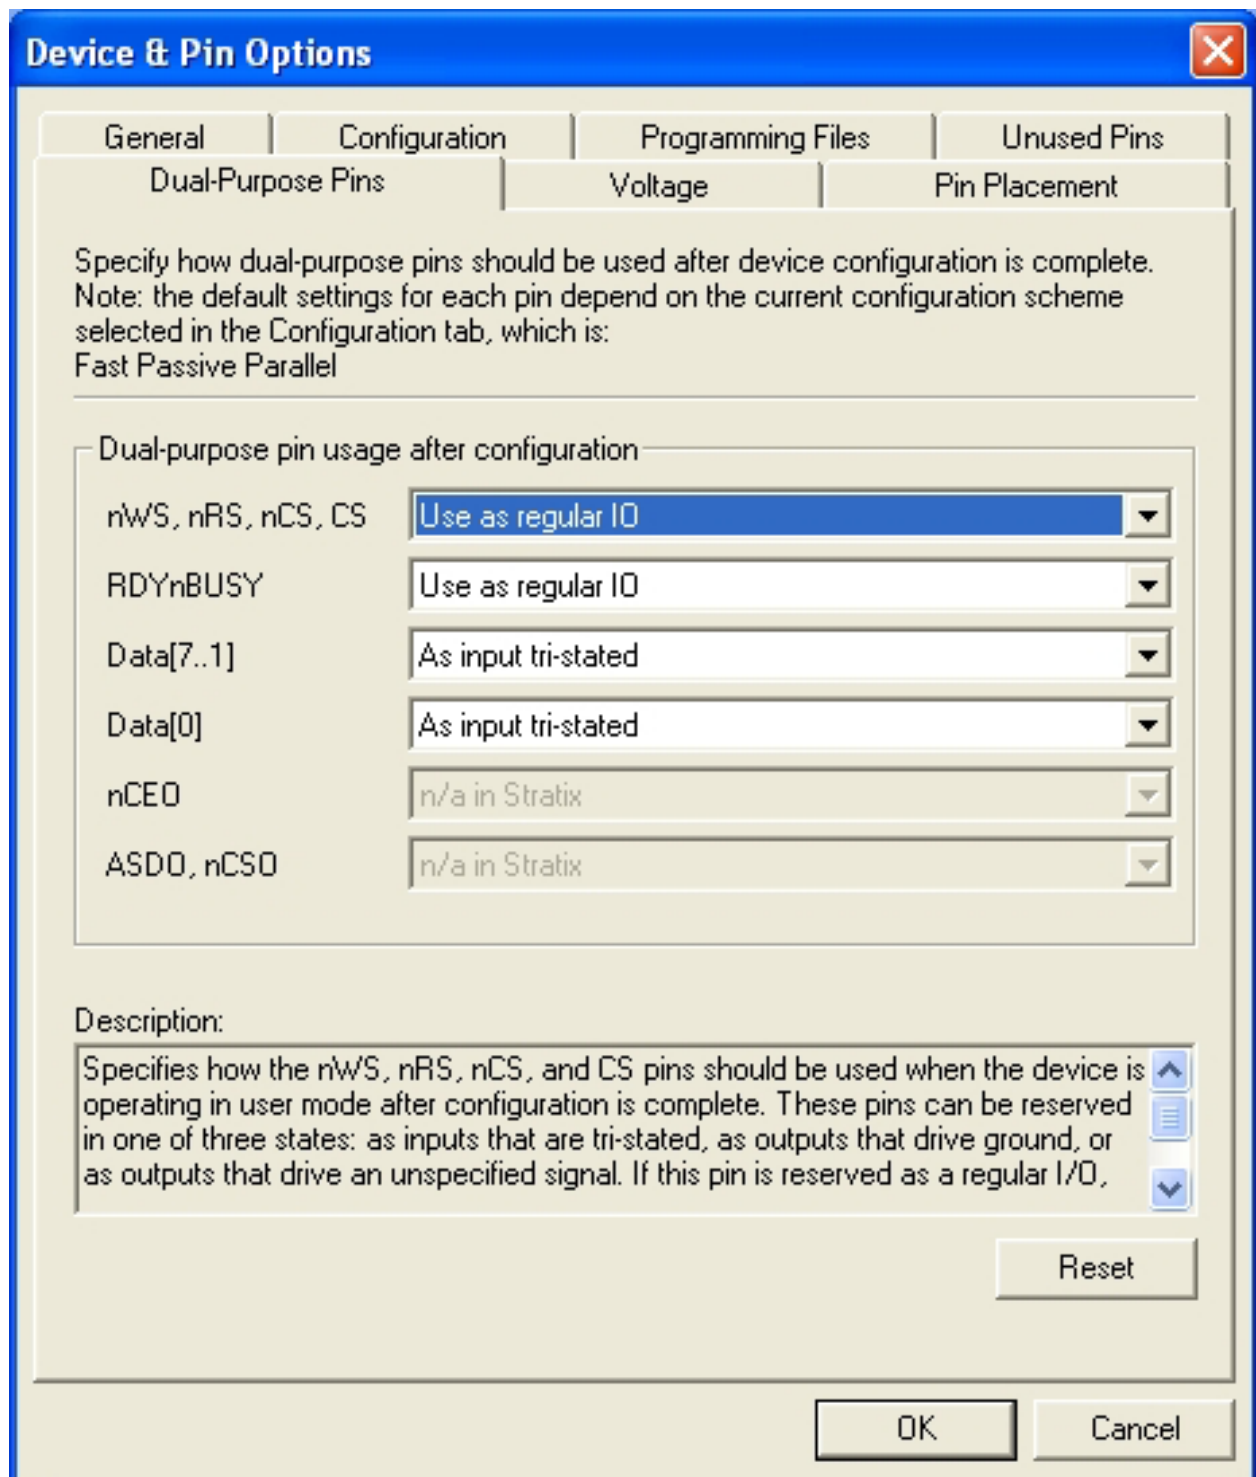 Device & Pin Options
General
Configuration
Programming Files
Unused Pins
Dual-Purpose Pins
Voltage
Pin Placement
Specify how dual-purpose pins should be used after device configuration is complete.
Note: the default settings for each pin depend on the current configuration scheme
selected in the Configuration tab, which is:
Fast Passive Parallel
Dual-purpose pin usage after configuration
nWS, nRS, nCS, CS
Use as regular IO
RDYnBUSY
Use as regular IO
Data[7..1]
As input tri-stated
Data[0]
As input tri-stated
nCEO
n/a in Stratix
ASDO, nCSO
n/a in Stratix
Description:
Specifies how the nWS, nRS, nCS, and CS pins should be used when the device is
operating in user mode after configuration is complete. These pins can be reserved
in one of three states: as inputs that are tri-stated, as outputs that drive ground, or
as outputs that drive an unspecified signal. If this pin is reserved as a regular I/O,
Reset
OK
Cancel